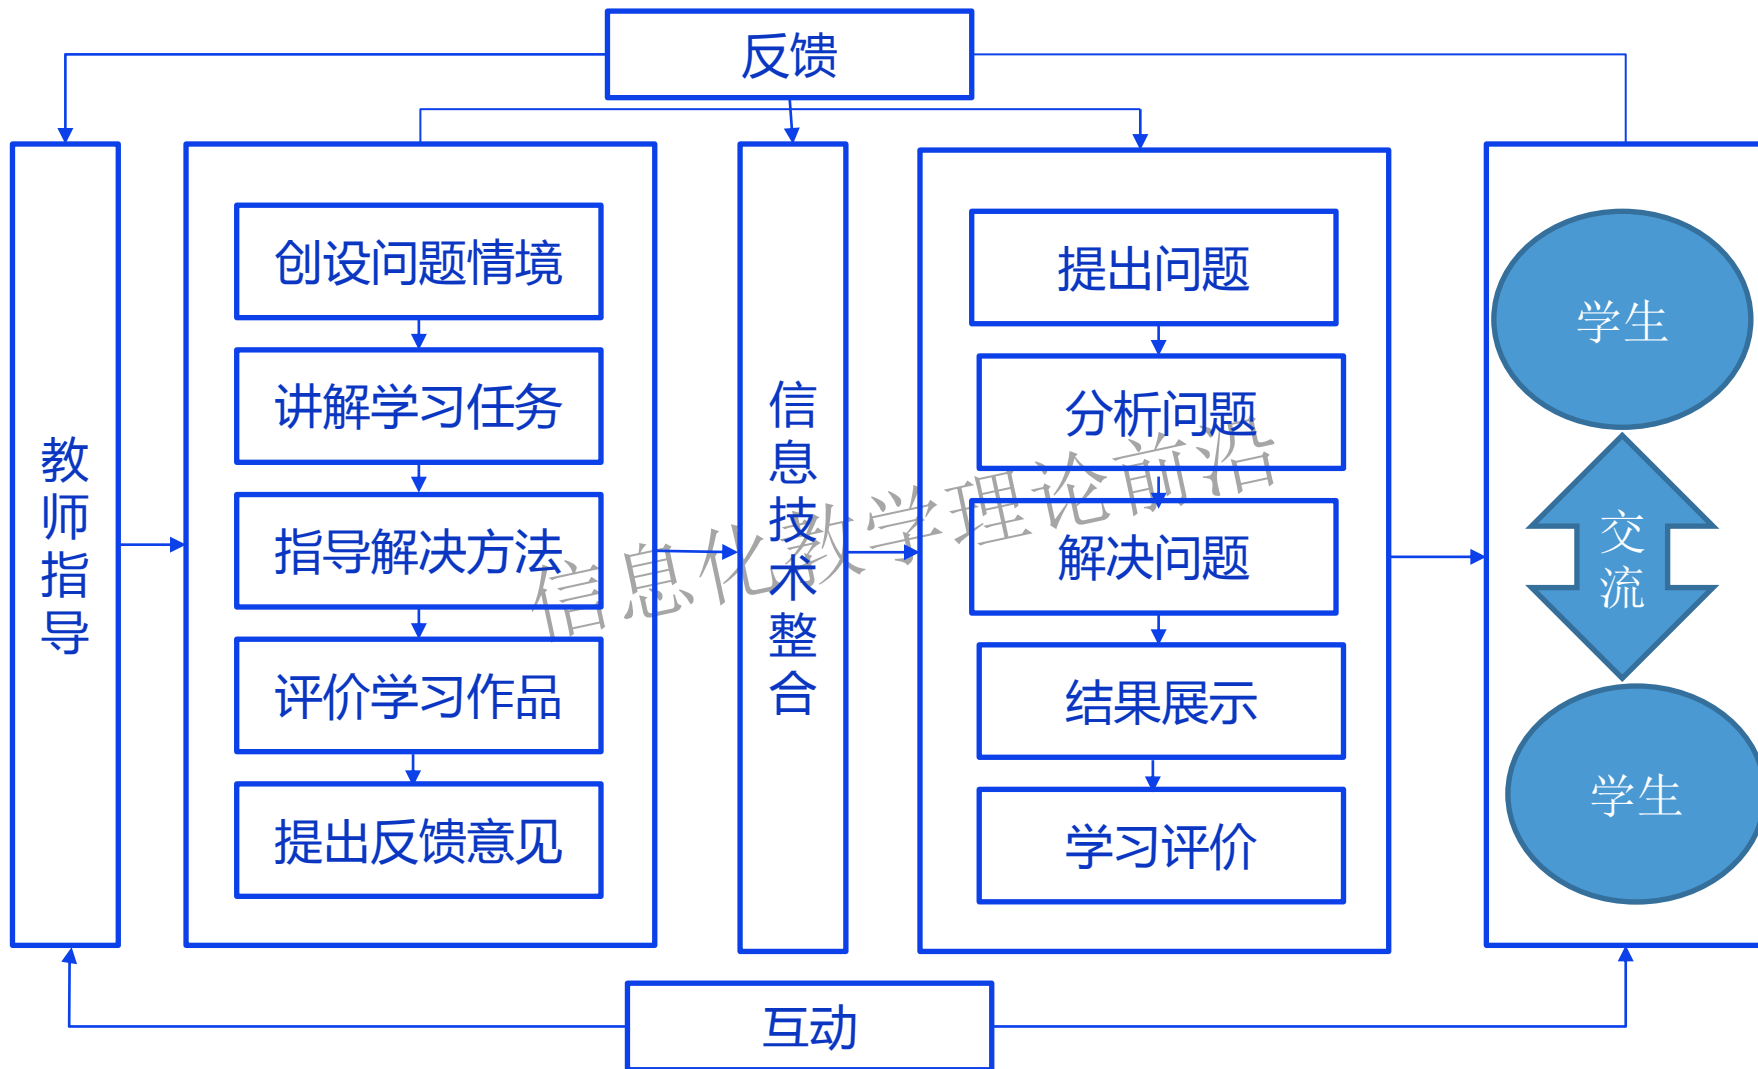 反馈
教师指导
创设问题情境
讲解学习任务
指导解决方法
评价学习作品
提出反馈意见
信息技术整合
提出问题
分析问题
解决问题
结果展示
学习评价
学生
交流
学生
互动
信息化教学理论前沿